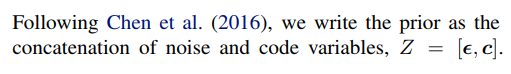 Following Chen et al. (2016), we write the prior as the
concatenation of noise and code variables, Z = [ϵ, c].